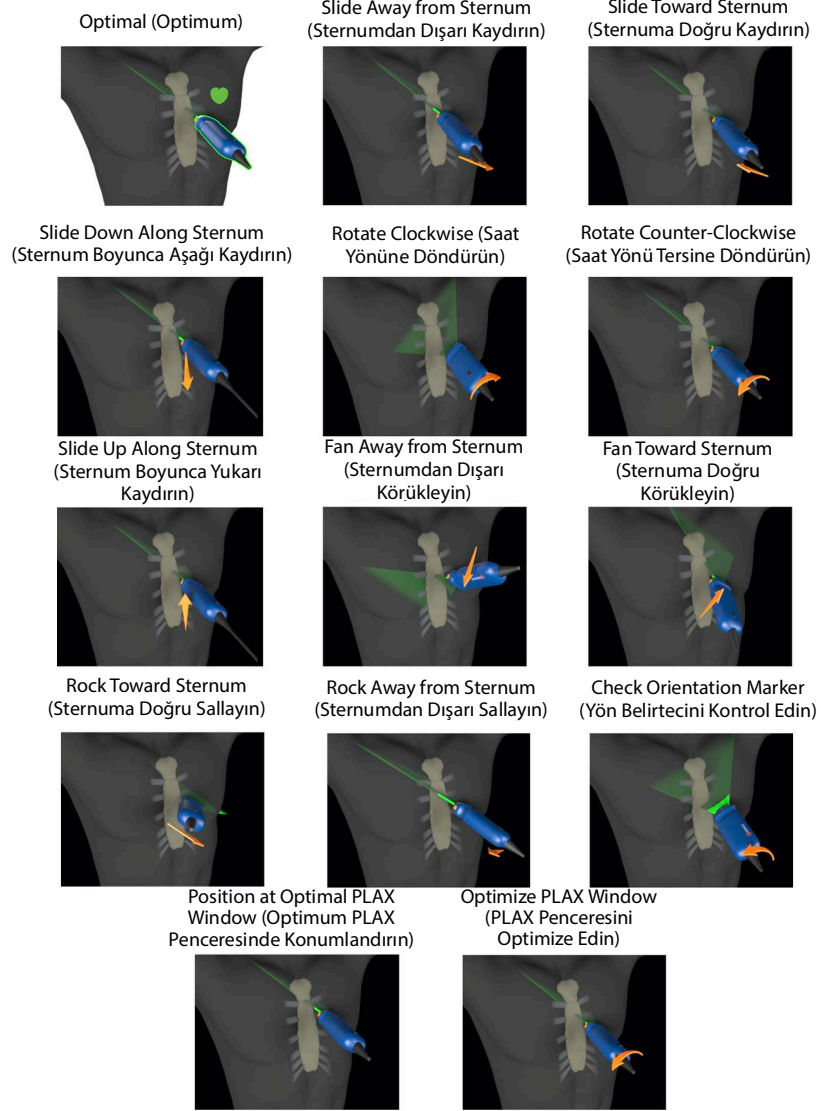 Optimal (Optimum)
Slide Away from Sternum
(Sternumdan Dışarı Kaydırın)
Slide Toward Sternum
(Sternuma Doğru Kaydırın)
Slide Down Along Sternum
(Sternum Boyunca Aşağı Kaydırın)
Rotate Clockwise (Saat
Yönüne Döndürün)
Rotate Counter-Clockwise
(Saat Yönü Tersine Döndürün)
Slide Up Along Sternum
(Sternum Boyunca Yukarı
Kaydırın)
Fan Away from Sternum
(Sternumdan Dışarı
Körükleyin)
Fan Toward Sternum
(Sternuma Doğru
Körükleyin)
Rock Toward Sternum
(Sternuma Doğru Sallayın)
Rock Away from Sternum
(Sternumdan Dışarı Sallayın)
Check Orientation Marker
(Yön Belirtecini Kontrol Edin)
Position at Optimal PLAX
Window (Optimum PLAX
Penceresinde Konumlandırın)
Optimize PLAX Window
(PLAX Penceresini
Optimize Edin)